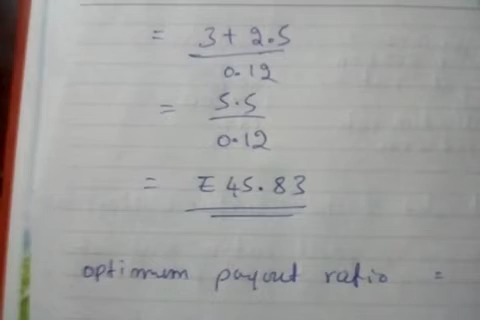 = 3 + 2.5
0.12
= 5.5
0.12
= ₹ 45.83
optimum payout ratio =